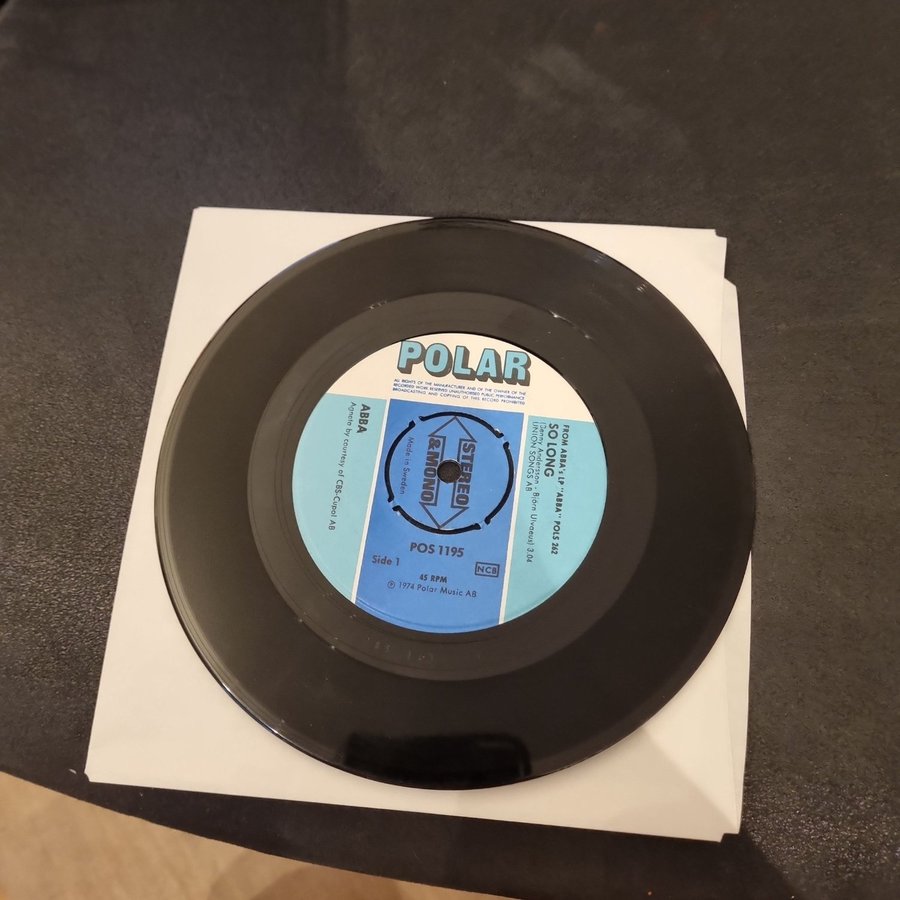 POLAR
ALL RIGHTS OF THE MANUFACTURER AND OF THE OWNER OF THE
RECORDED WORK RESERVED UNAUTHORISED PUBLIC PERFORMANCE
BROADCASTING AND COPYING OF THIS RECORD PROHIBITED
FROM ABBA's LP "ABBA" POLS 262
SO LONG
(Benny Andersson - Björn Ulvaeus) 3.04
UNION SONGS AB
STEREO
& MONO
Made in Sweden
ABBA
Agneta by courtesy of CBS-Cupol AB
POS 1195
Side 1
NCB
45 RPM
℗ 1974 Polar Music AB